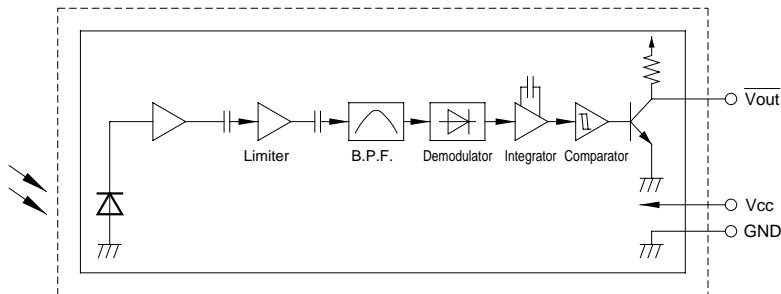 Vout
Limiter
B.P.F.
Demodulator
Integrator
Comparator
Vcc
GND